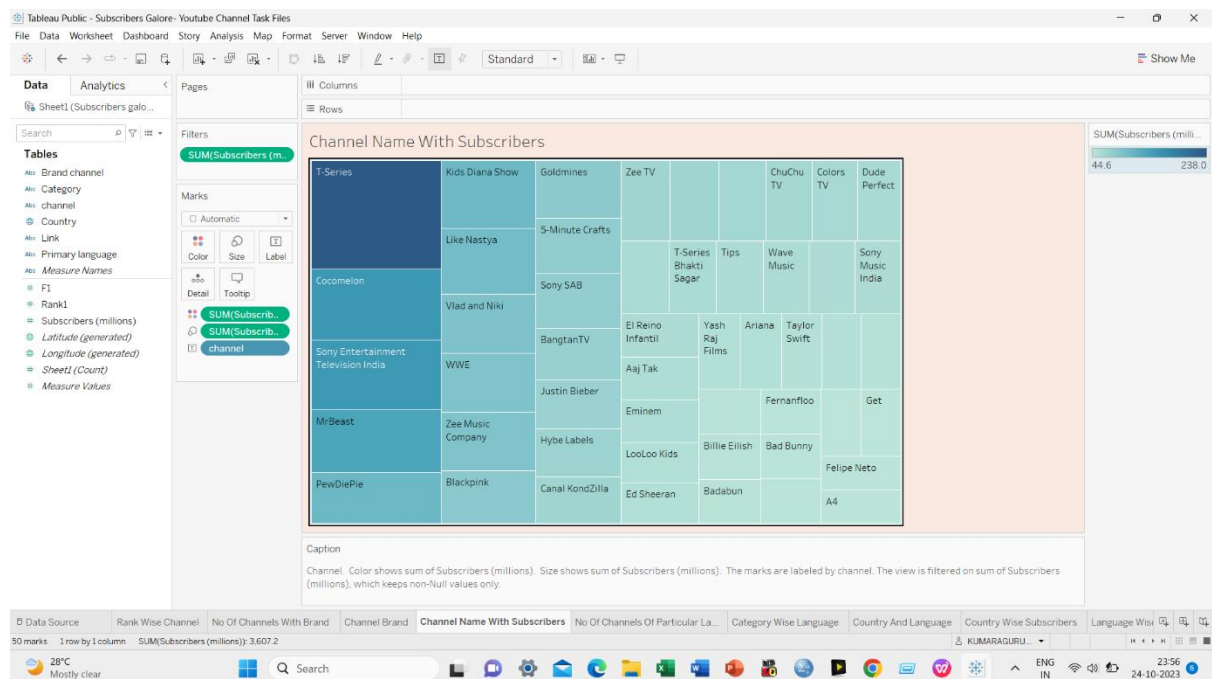 Tableau Public - Subscribers Galore- Youtube Channel Task Files
File Data Worksheet Dashboard Story Analysis Map Format Server Window Help
Standard
Show Me
Data Analytics
Sheet1 (Subscribers galo...
Search
Tables
Abc Brand channel
Abc Category
Abc channel
Country
Abc Link
Abc Primary language
Abc Measure Names
# F1
# Rank1
# Subscribers (millions)
Latitude (generated)
Longitude (generated)
# Sheet1 (Count)
# Measure Values
Pages
Filters
SUM(Subscribers (m..
Marks
Automatic
Color Size Label
Detail Tooltip
SUM(Subscrib..
SUM(Subscrib..
channel
Columns
Rows
Channel Name With Subscribers
T-Series
Cocomelon
Sony Entertainment
Television India
MrBeast
PewDiePie
Kids Diana Show
Like Nastya
Vlad and Niki
WWE
Zee Music
Company
Blackpink
Goldmines
5-Minute Crafts
Sony SAB
BangtanTV
Justin Bieber
Hybe Labels
Canal KondZilla
Zee TV
ChuChu
TV
Colors
TV
Dude
Perfect
T-Series
Bhakti
Sagar
Tips
Wave
Music
Sony
Music
India
El Reino
Infantil
Aaj Tak
Eminem
LooLoo Kids
Ed Sheeran
Yash
Raj
Films
Ariana
Taylor
Swift
Fernanfloo
Get
Billie Eilish
Bad Bunny
Badabun
Felipe Neto
A4
SUM(Subscribers (milli...
44.6 238.0
Caption
Channel. Color shows sum of Subscribers (millions). Size shows sum of Subscribers (millions). The marks are labeled by channel. The view is filtered on sum of Subscribers
(millions), which keeps non-Null values only.
Data Source Rank Wise Channel No Of Channels With Brand Channel Brand Channel Name With Subscribers No Of Channels Of Particular La... Category Wise Language Country And Language Country Wise Subscribers Language Wis
50 marks 1 row by 1 column SUM(Subscribers (millions)): 3,607.2
KUMARAGURU...
28°C
Mostly clear
Search
ENG
IN
23:56
24-10-2023
6